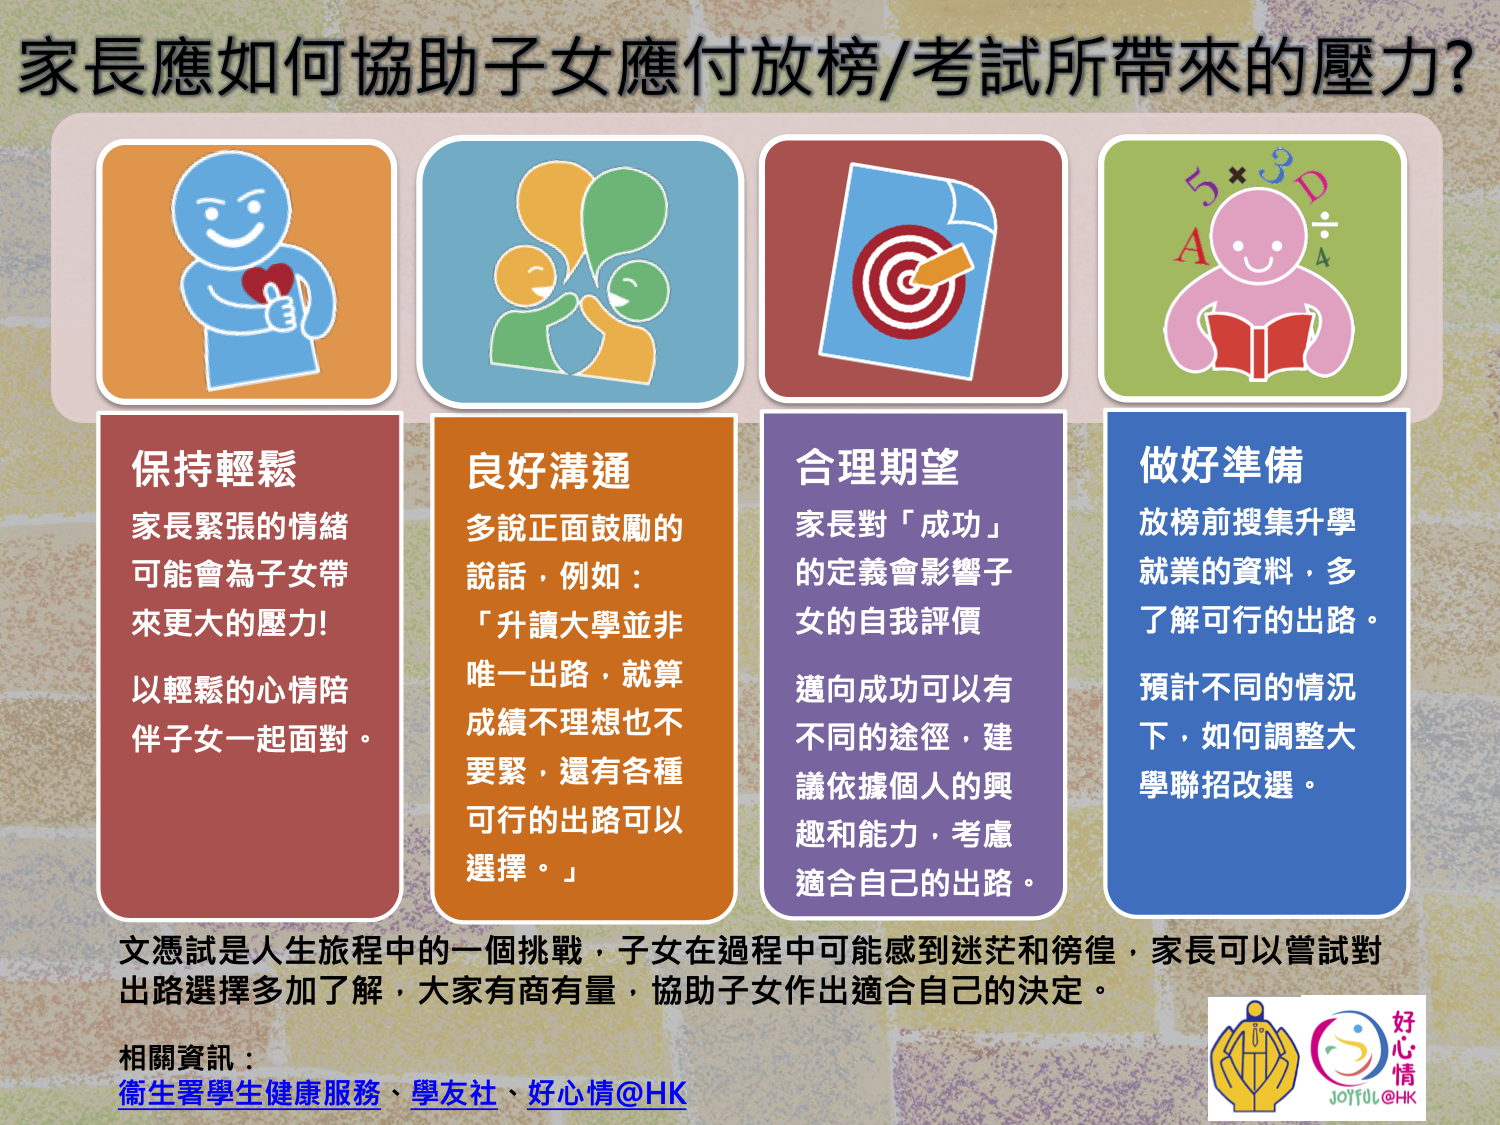 家長應如何協助子女應付放榜/考試所帶來的壓力?
5 × 3 D
A ÷ 4
保持輕鬆
家長緊張的情緒
可能會為子女帶
來更大的壓力!
以輕鬆的心情陪
伴子女一起面對。
良好溝通
多說正面鼓勵的
說話，例如：
「升讀大學並非
唯一出路，就算
成績不理想也不
要緊，還有各種
可行的出路可以
選擇。」
合理期望
家長對「成功」
的定義會影響子
女的自我評價
邁向成功可以有
不同的途徑，建
議依據個人的興
趣和能力，考慮
適合自己的出路。
做好準備
放榜前搜集升學
就業的資料，多
了解可行的出路。
預計不同的情況
下，如何調整大
學聯招改選。
文憑試是人生旅程中的一個挑戰，子女在過程中可能感到迷茫和徬徨，家長可以嘗試對
出路選擇多加了解，大家有商有量，協助子女作出適合自己的決定。
相關資訊：
衞生署學生健康服務、學友社、好心情@HK
好心情
JOYFUL@HK